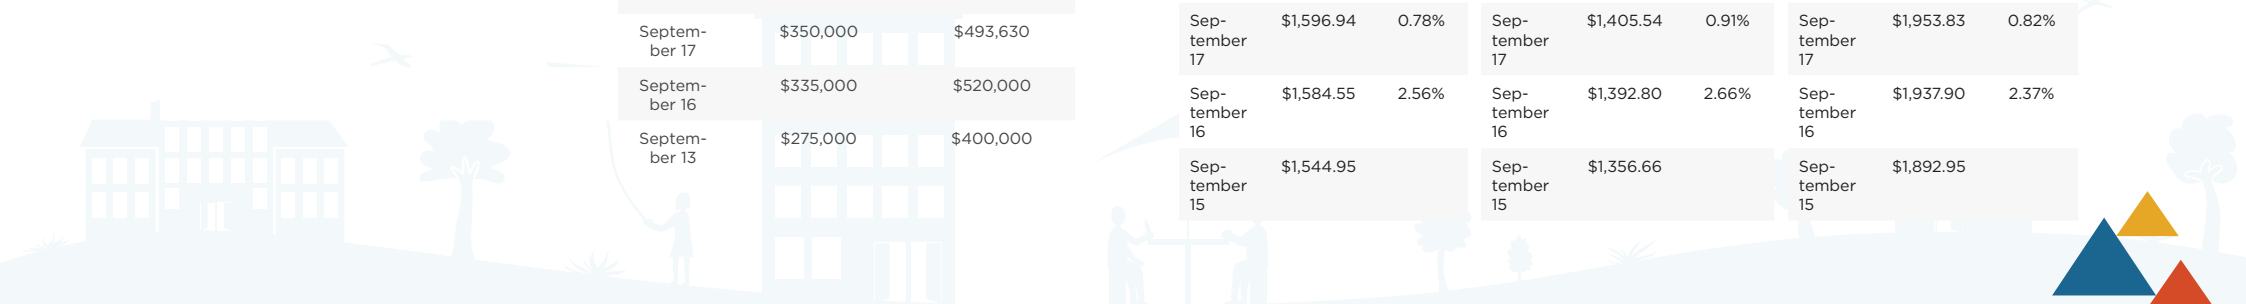 Septem-
ber 17 $350,000 $493,630
Septem-
ber 16 $335,000 $520,000
Septem-
ber 13 $275,000 $400,000
Sep-
tember
17 $1,596.94 0.78%
Sep-
tember
16 $1,584.55 2.56%
Sep-
tember
15 $1,544.95
Sep-
tember
17 $1,405.54 0.91%
Sep-
tember
16 $1,392.80 2.66%
Sep-
tember
15 $1,356.66
Sep-
tember
17 $1,953.83 0.82%
Sep-
tember
16 $1,937.90 2.37%
Sep-
tember
15 $1,892.95